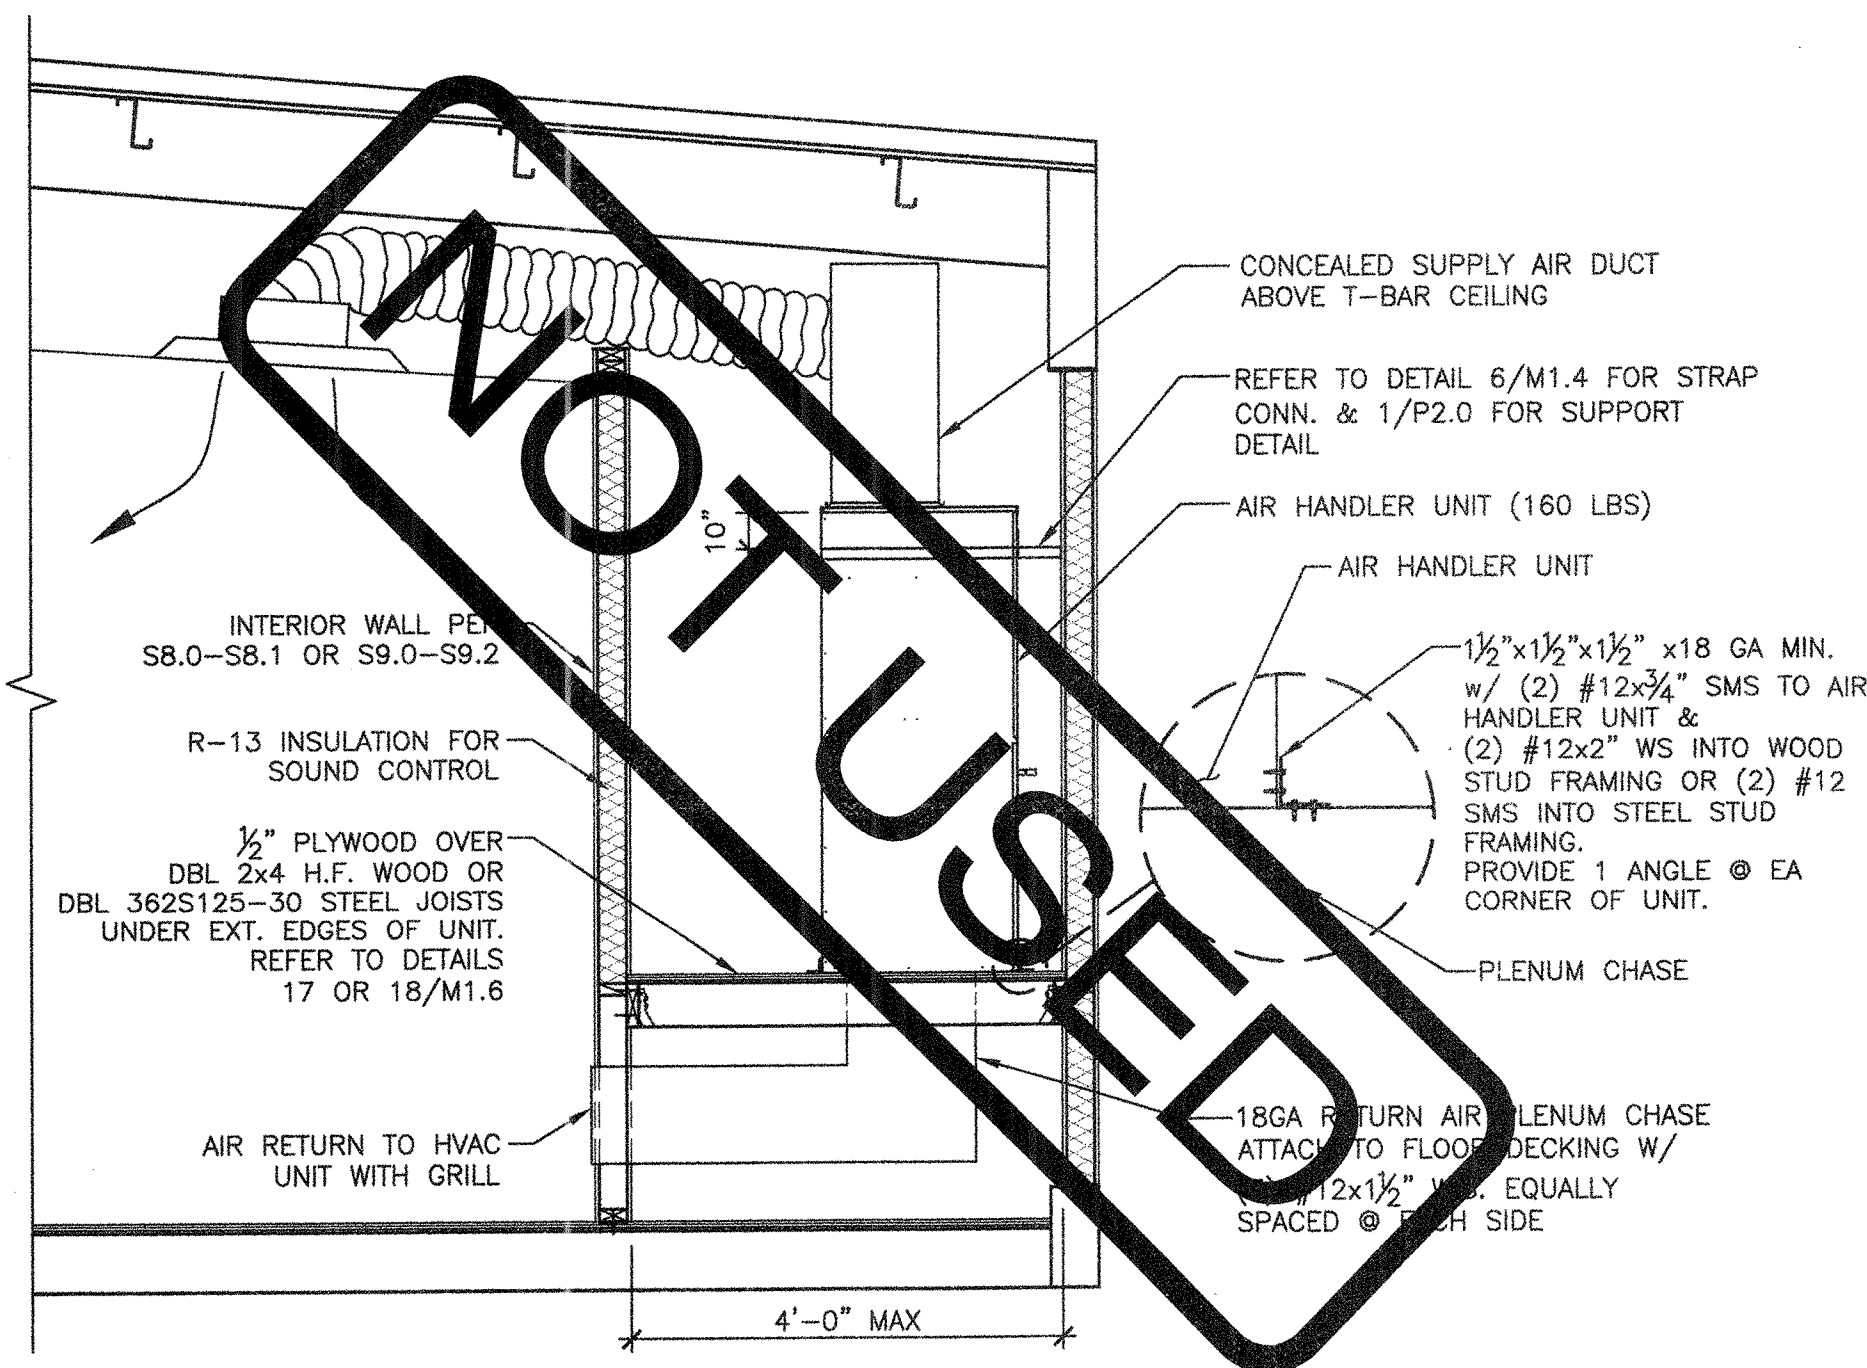 CONCEALED SUPPLY AIR DUCT
ABOVE T-BAR CEILING
REFER TO DETAIL 6/M1.4 FOR STRAP
CONN. & 1/P2.0 FOR SUPPORT
DETAIL
10"
AIR HANDLER UNIT (160 LBS)
AIR HANDLER UNIT
INTERIOR WALL
S8.0-S8.1 OR S9.0-S9.2
1½"x1½"x1½" x18 GA MIN.
w/ (2) #12x¾" SMS TO AIR
HANDLER UNIT &
(2) #12x2" WS INTO WOOD
STUD FRAMING OR (2) #12
SMS INTO STEEL STUD
FRAMING.
PROVIDE 1 ANGLE @ EA
CORNER OF UNIT.
R-13 INSULATION FOR
SOUND CONTROL
½" PLYWOOD OVER
DBL 2x4 H.F. WOOD OR
DBL 362S125-30 STEEL JOISTS
UNDER EXT. EDGES OF UNIT.
REFER TO DETAILS
17 OR 18/M1.6
PLENUM CHASE
AIR RETURN TO HVAC
UNIT WITH GRILL
18GA RETURN AIR PLENUM CHASE
ATTACH TO FLOOR DECKING W/
#12x1½" EQUALLY
SPACED @ EACH SIDE
4'-0" MAX
NOT USED